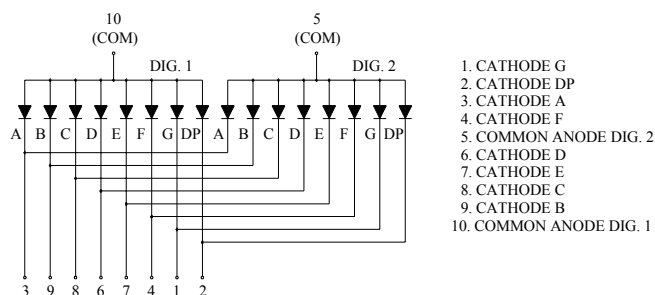 10
(COM)
5
(COM)
DIG. 1
DIG. 2
A B C D E F G DP A B C D E F G DP
3 9 8 6 7 4 1 2
1. CATHODE G
2. CATHODE DP
3. CATHODE A
4. CATHODE F
5. COMMON ANODE DIG. 2
6. CATHODE D
7. CATHODE E
8. CATHODE C
9. CATHODE B
10. COMMON ANODE DIG. 1